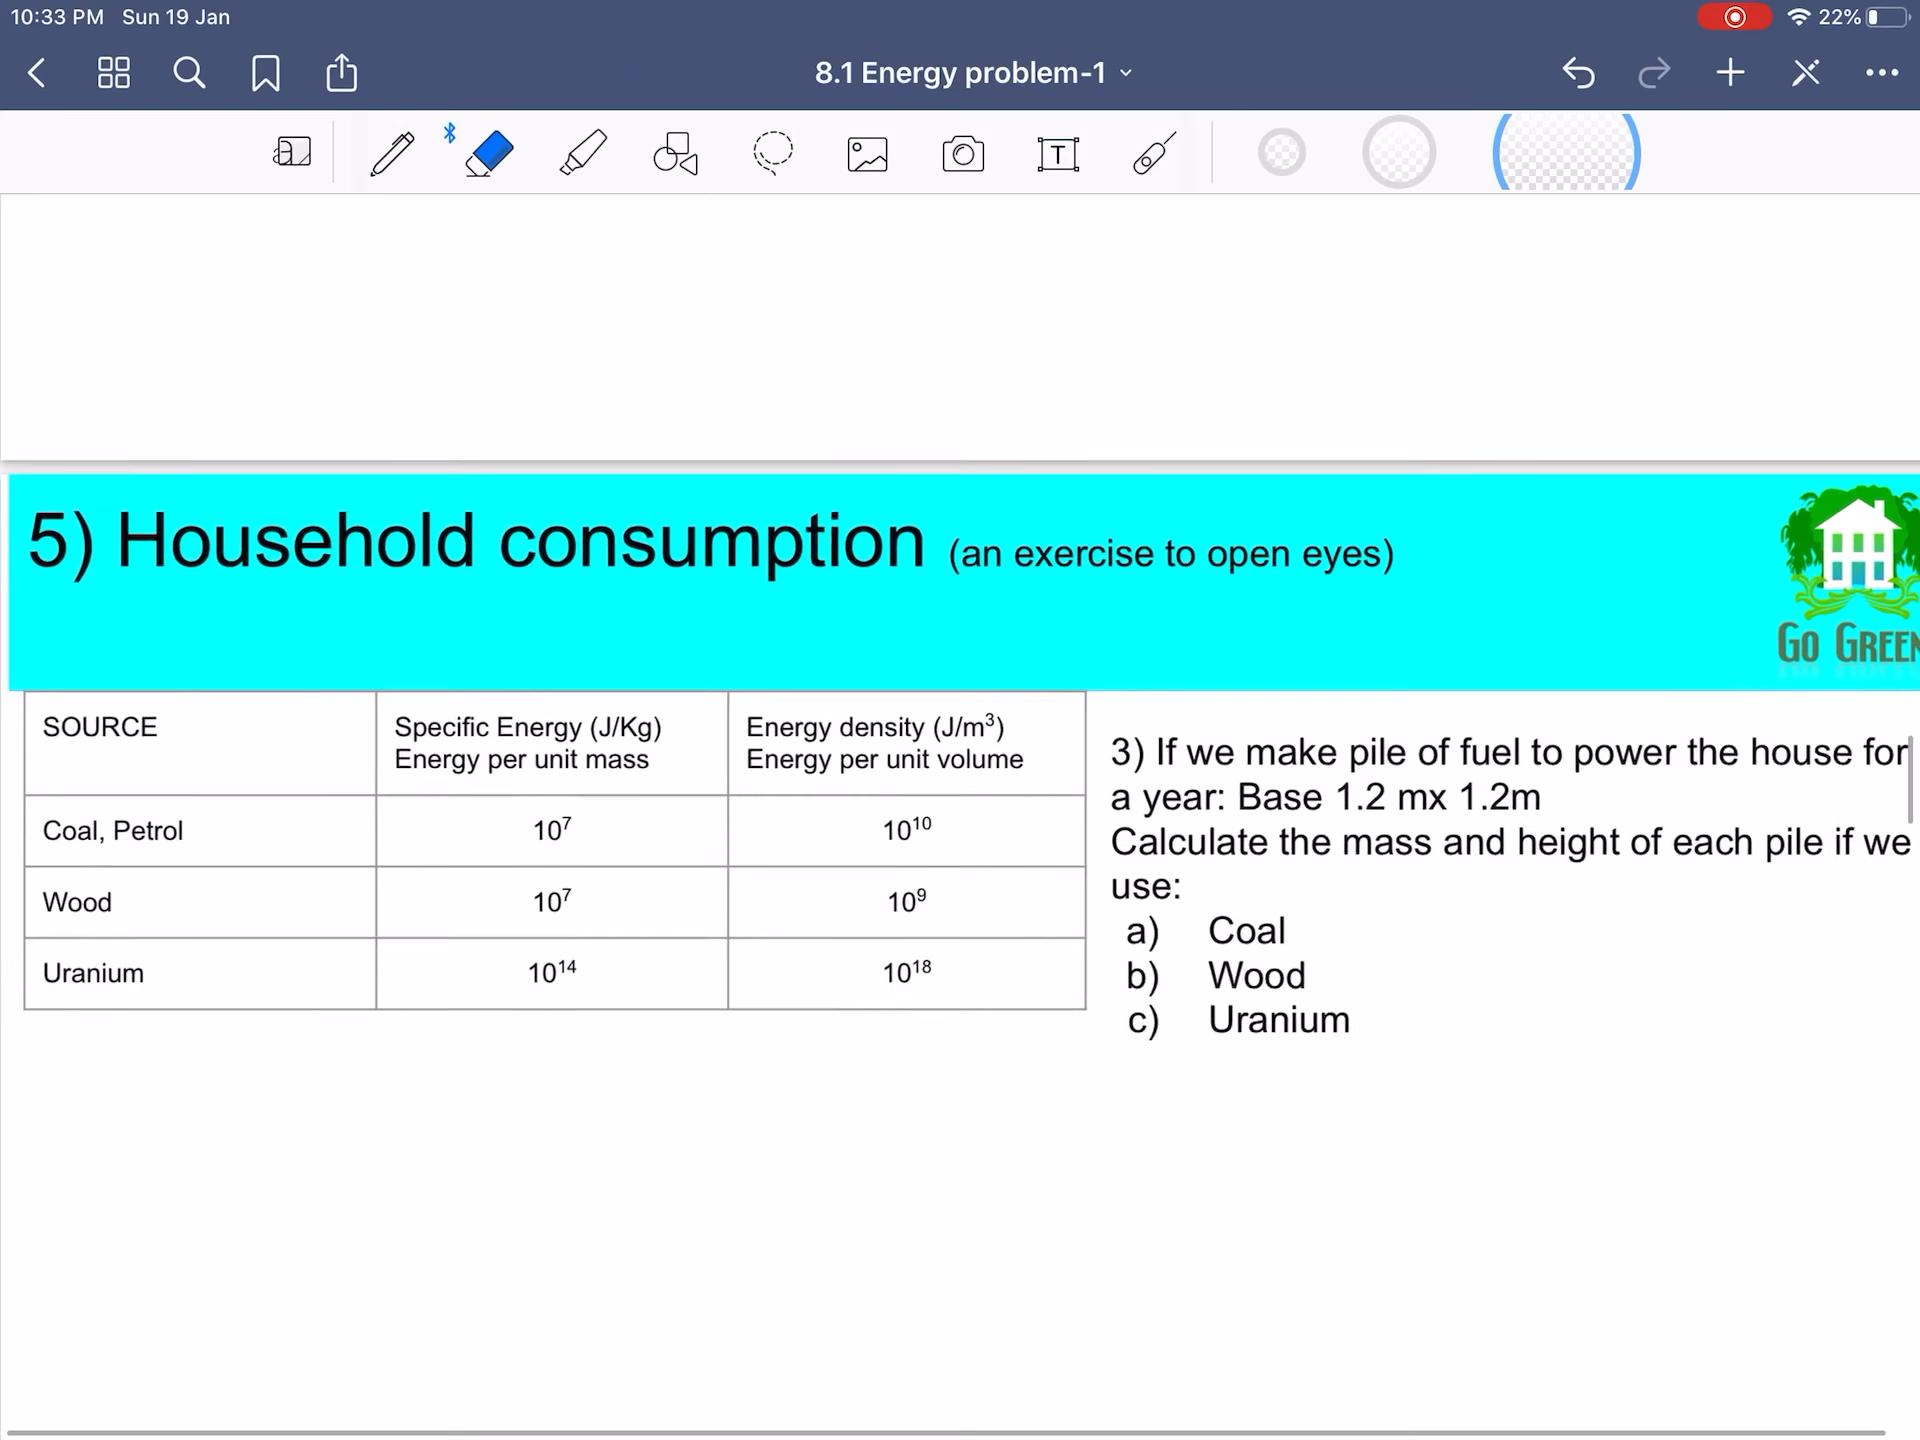 10:33 PM Sun 19 Jan
22%
8.1 Energy problem-1
a
T
5) Household consumption (an exercise to open eyes)
GO GREEN
SOURCE
Specific Energy (J/Kg)
Energy per unit mass
Energy density (J/m³)
Energy per unit volume
Coal, Petrol
10⁷
10¹⁰
Wood
10⁷
10⁹
Uranium
10¹⁴
10¹⁸
3) If we make pile of fuel to power the house for
a year: Base 1.2 mx 1.2m
Calculate the mass and height of each pile if we
use:
a) Coal
b) Wood
c) Uranium